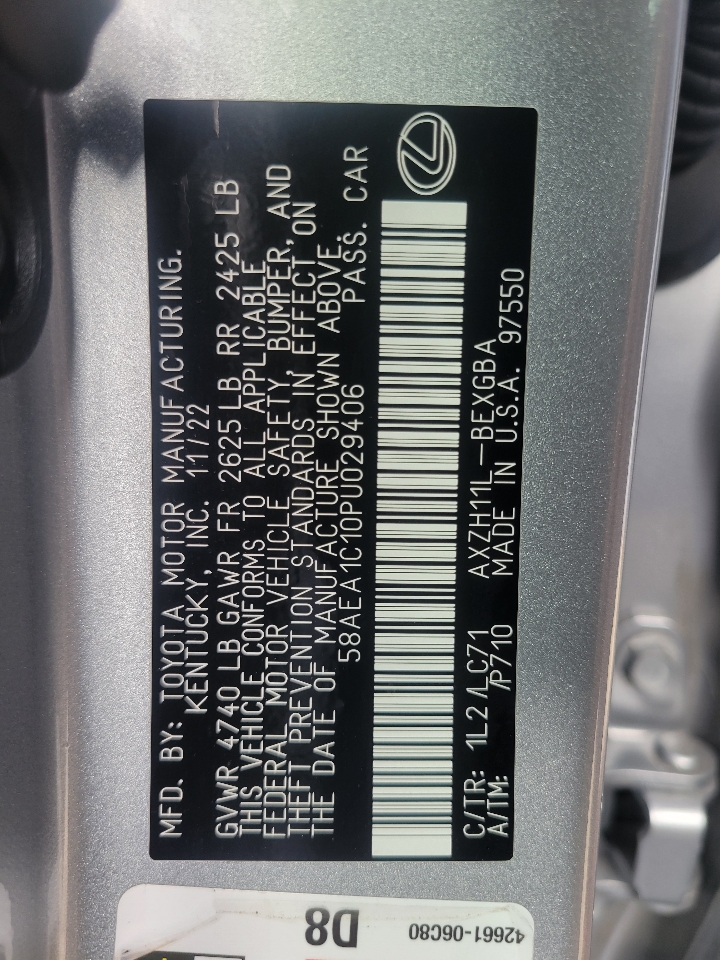 MFD. BY: TOYOTA MOTOR MANUFACTURING.
KENTUCKY, INC. 11/22
GVWR 4740 LB GAWR FR 2625 LB RR 2425 LB
THIS VEHICLE CONFORMS TO ALL APPLICABLE
FEDERAL MOTOR VEHICLE SAFETY, BUMPER, AND
THEFT PREVENTION STANDARDS IN EFFECT ON
THE DATE OF MANUFACTURE SHOWN ABOVE.
58AEA1C10PU029406 PASS. CAR
C/TR: 1L2 /LC71 AXZH11L-BEXGBA
A/TM: /P710 MADE IN U.S.A. 97550
D8
42661-06C80